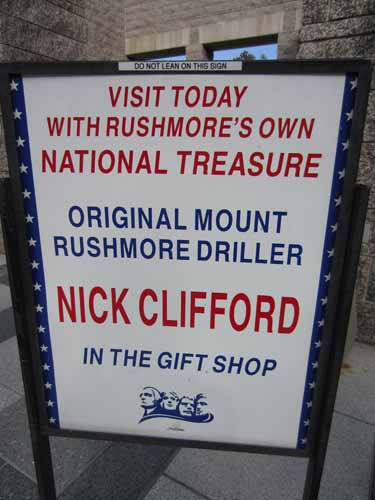 DO NOT LEAN ON THIS SIGN
VISIT TODAY
WITH RUSHMORE'S OWN
NATIONAL TREASURE
ORIGINAL MOUNT
RUSHMORE DRILLER
NICK CLIFFORD
IN THE GIFT SHOP